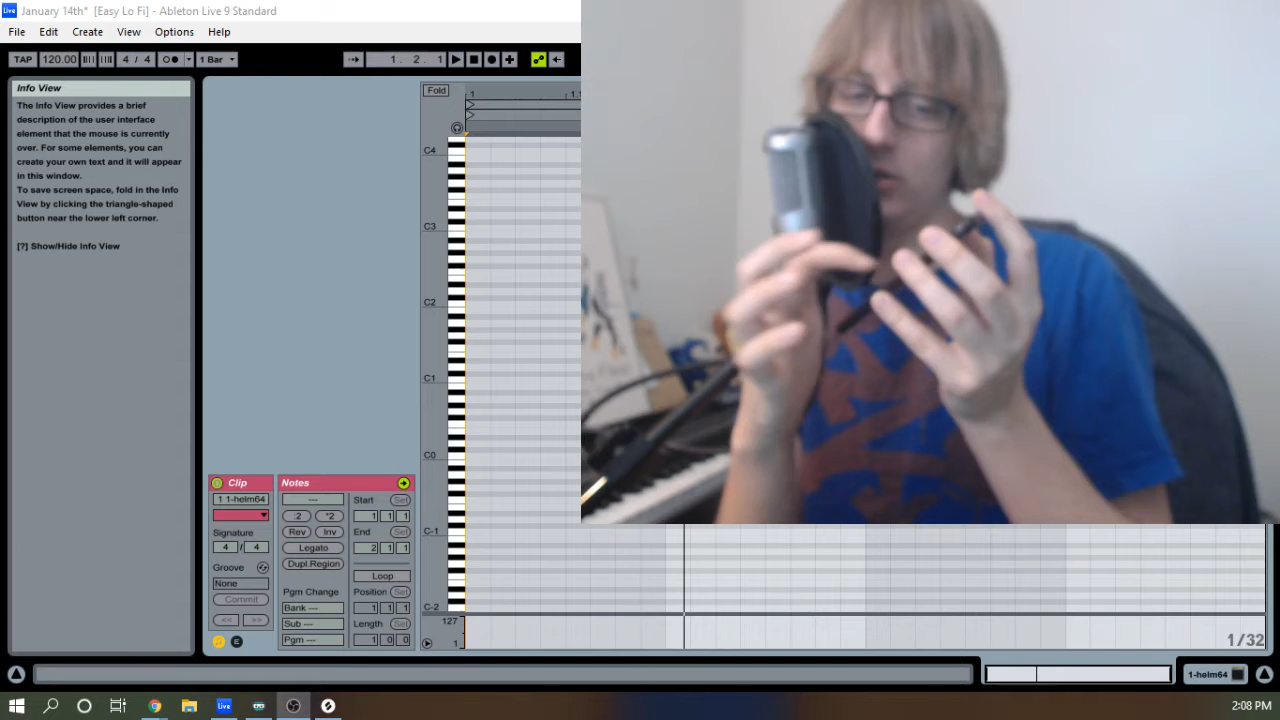 January 14th* [Easy Lo Fi] - Ableton Live 9 Standard
File Edit Create View Options Help
TAP 120.00 4 / 4 1 Bar 1. 2. 1
Info View
The Info View provides a brief
description of the user interface
element that the mouse is currently
over. For some elements, you can
create your own text and it will appear
in this window.
To save screen space, fold in the Info
View by clicking the triangle-shaped
button near the lower left corner.
[?] Show/Hide Info View
Fold 1
C4
C3
C2
C1
C0
C-1
C-2
127
1
Clip
1 1-helm64
Signature
4 / 4
Groove
None
Commit
<< >>
E
Notes
---
:2 *2
Rev Inv
Legato
Dupl.Region
Pgm Change
Bank ---
Sub ---
Pgm ---
Start Set
1 1 1
End Set
2 1 1
Loop
Position Set
1 1 1
Length Set
1 0 0
1/32
1-helm64
Live
2:08 PM